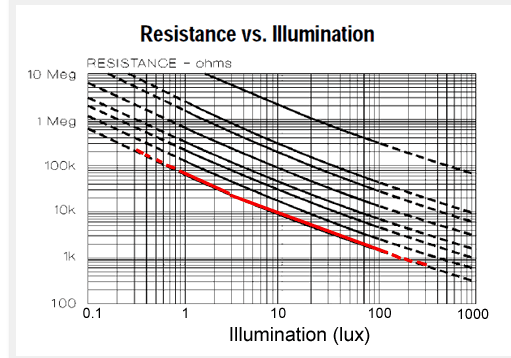 Resistance vs. Illumination
RESISTANCE - ohms
10 Meg
1 Meg
100k
10k
1k
100
0.1 1 10 100 1000
Illumination (lux)